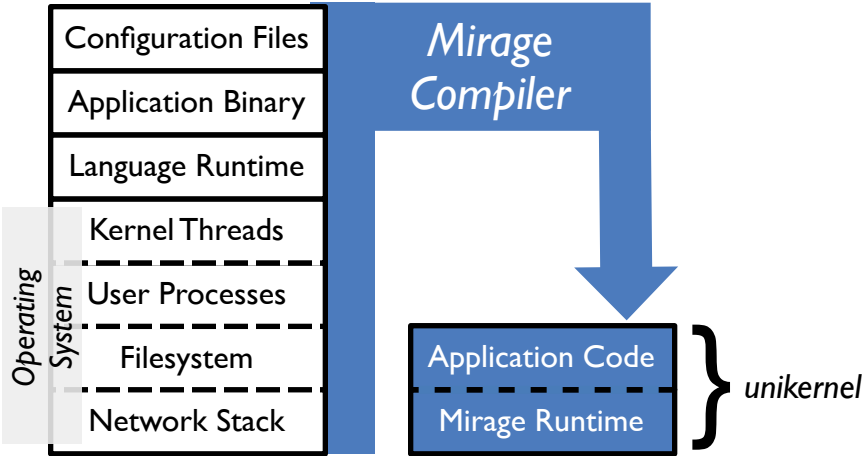 Configuration Files
Application Binary
Language Runtime
Kernel Threads
User Processes
Filesystem
Network Stack
Operating
System
Mirage
Compiler
Application Code
Mirage Runtime
unikernel